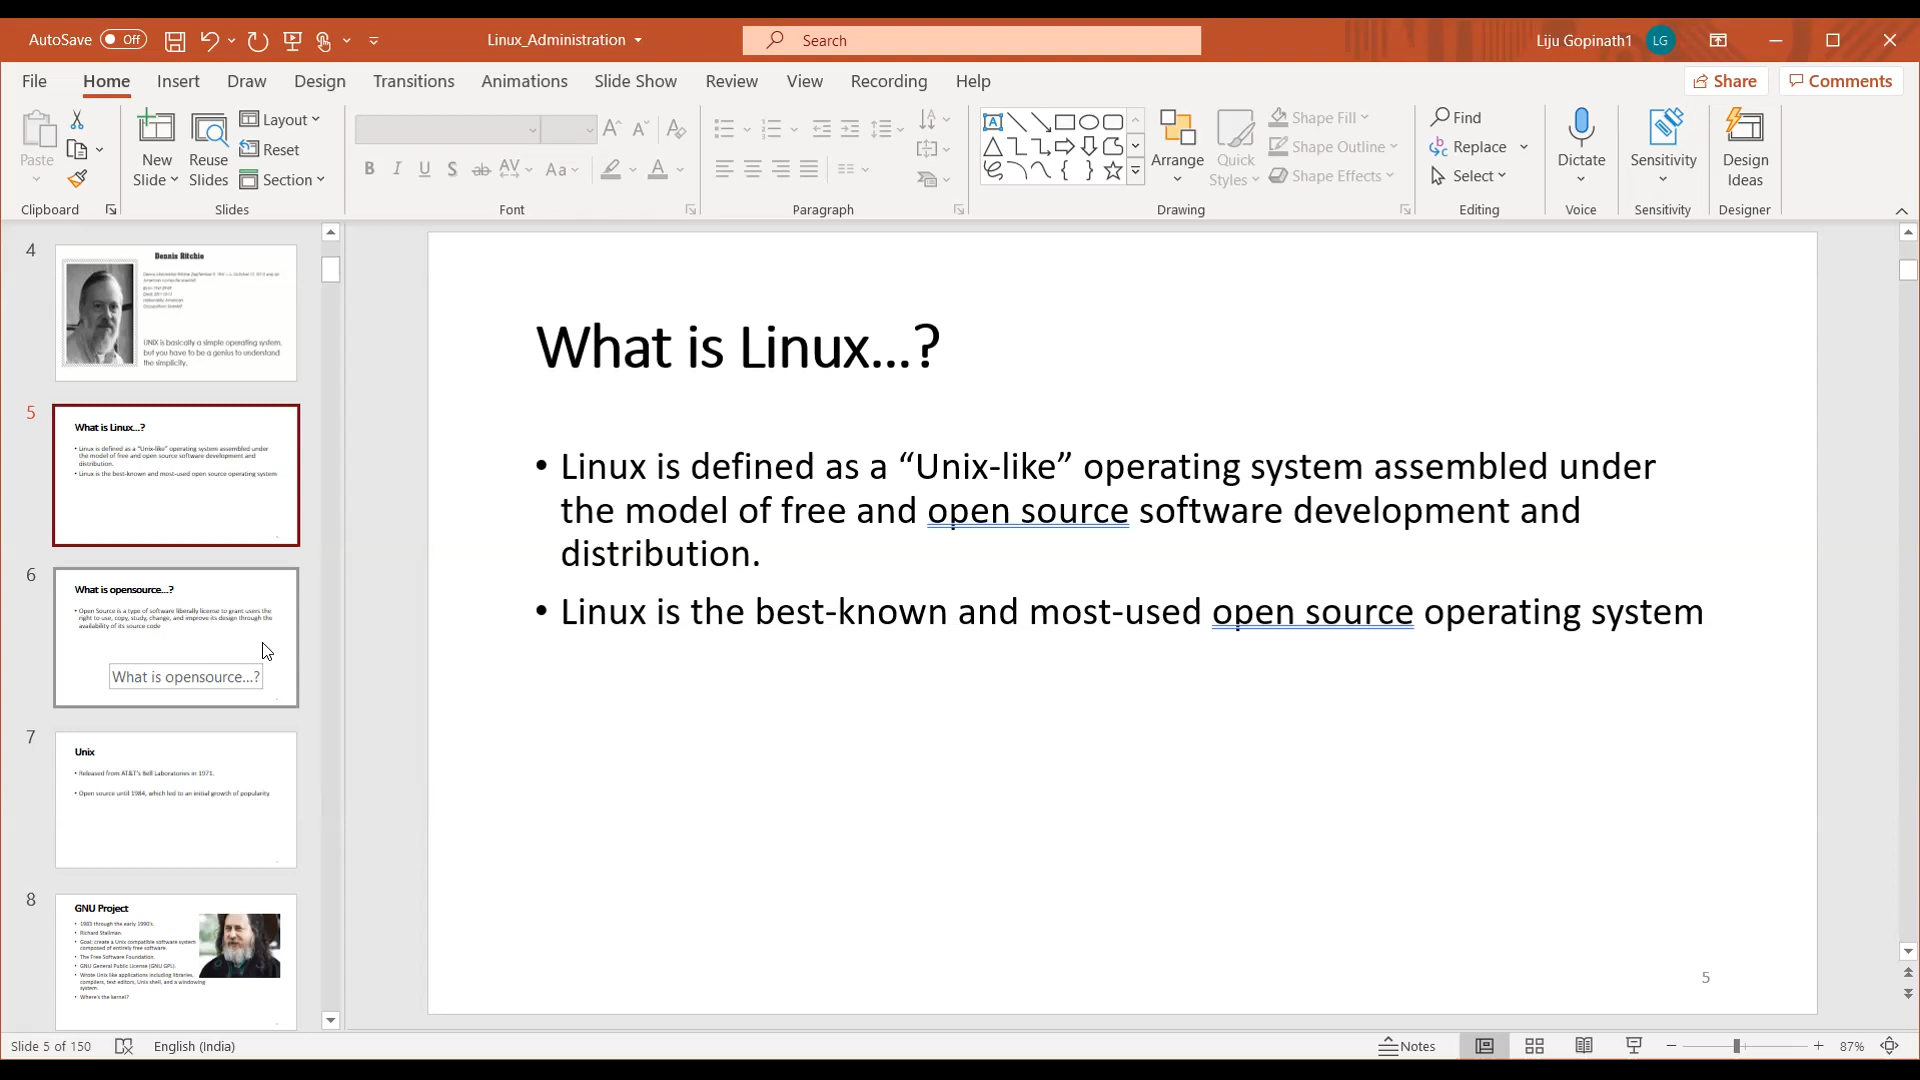 AutoSave Off
Linux_Administration
Search
Liju Gopinath1
LG
File Home Insert Draw Design Transitions Animations Slide Show Review View Recording Help
Share
Comments
Paste
New Slide
Reuse Slides
Layout
Reset
Section
Shape Fill
Shape Outline
Shape Effects
Arrange
Quick Styles
Find
Replace
Select
Dictate
Sensitivity
Design Ideas
Clipboard
Slides
Font
Paragraph
Drawing
Editing
Voice
Sensitivity
Designer
4
Dennis Ritchie
UNIX is basically a simple operating system,
but you have to be a genius to understand
the simplicity.
5
What is Linux...?
• Linux is defined as a “Unix-like” operating system assembled under
the model of free and open source software development and
distribution.
• Linux is the best-known and most-used open source operating system
6
What is opensource...?
• Open Source is a type of software liberally license to grant users the
right to use, copy, study, change, and improve its design through the
availability of its source code
What is opensource...?
7
Unix
• Released from AT&T's Bell Laboratories in 1971.
• Open source until 1984, which led to an initial growth of popularity.
8
GNU Project
• 1983 through the early 1990's.
• Richard Stallman.
• Goal: create a Unix compatible software system
composed of entirely free software.
• The Free Software Foundation.
• GNU General Public License (GNU GPL).
• Wrote Unix like applications including libraries,
compilers, text editors, Unix shell, and a windowing
system.
• Where's the kernel?
What is Linux...?
• Linux is defined as a “Unix-like” operating system assembled under
the model of free and open source software development and
distribution.
• Linux is the best-known and most-used open source operating system
5
Slide 5 of 150
English (India)
Notes
87%